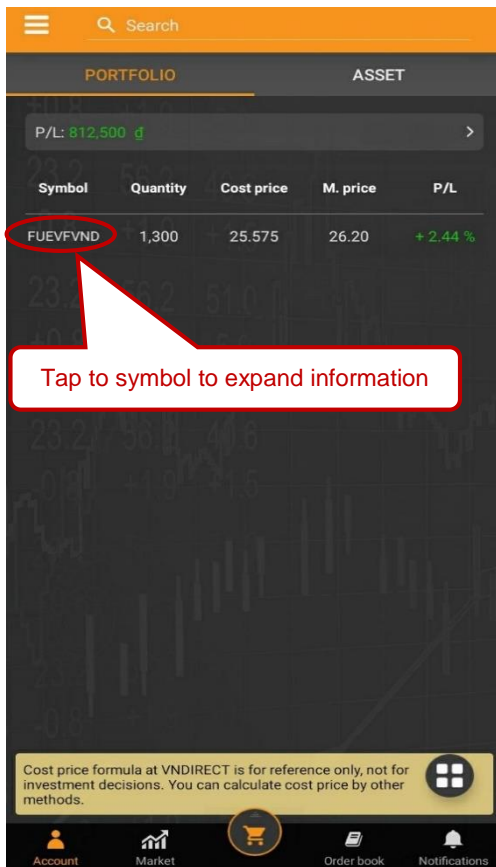 Search
PORTFOLIO ASSET
P/L: 812,500 ₫ >
Symbol Quantity Cost price M. price P/L
FUEVFVND 1,300 25.575 26.20 + 2.44 %
Tap to symbol to expand information
Cost price formula at VNDIRECT is for reference only, not for
investment decisions. You can calculate cost price by other
methods.
Account Market Order book Notifications